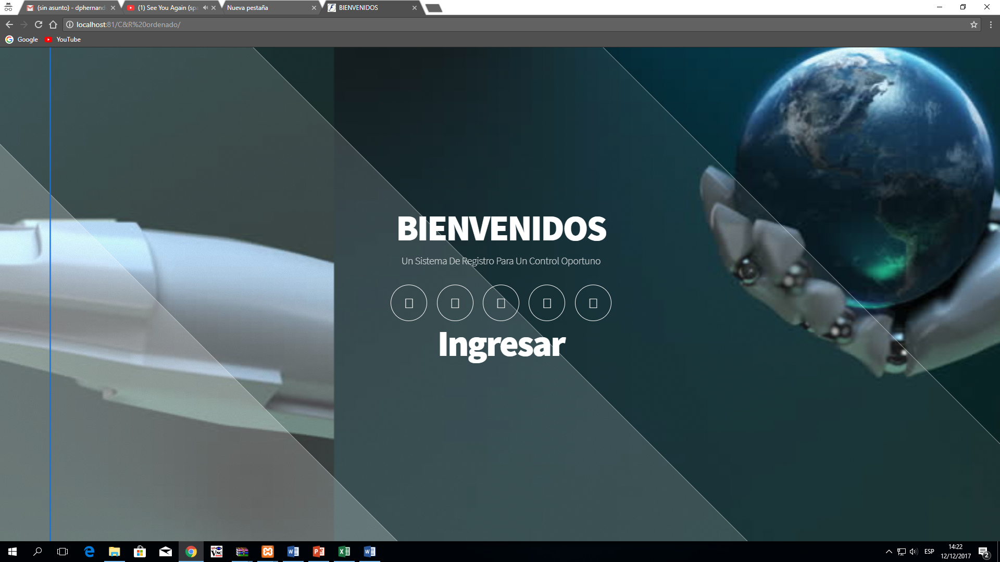 (sin asunto) - dphernand
(1) See You Again (spa
Nueva pestaña
BIENVENIDOS
localhost:81/C&R%20ordenado/
Google
YouTube
BIENVENIDOS
Un Sistema De Registro Para Un Control Oportuno
Ingresar
ESP
14:22
12/12/2017
2